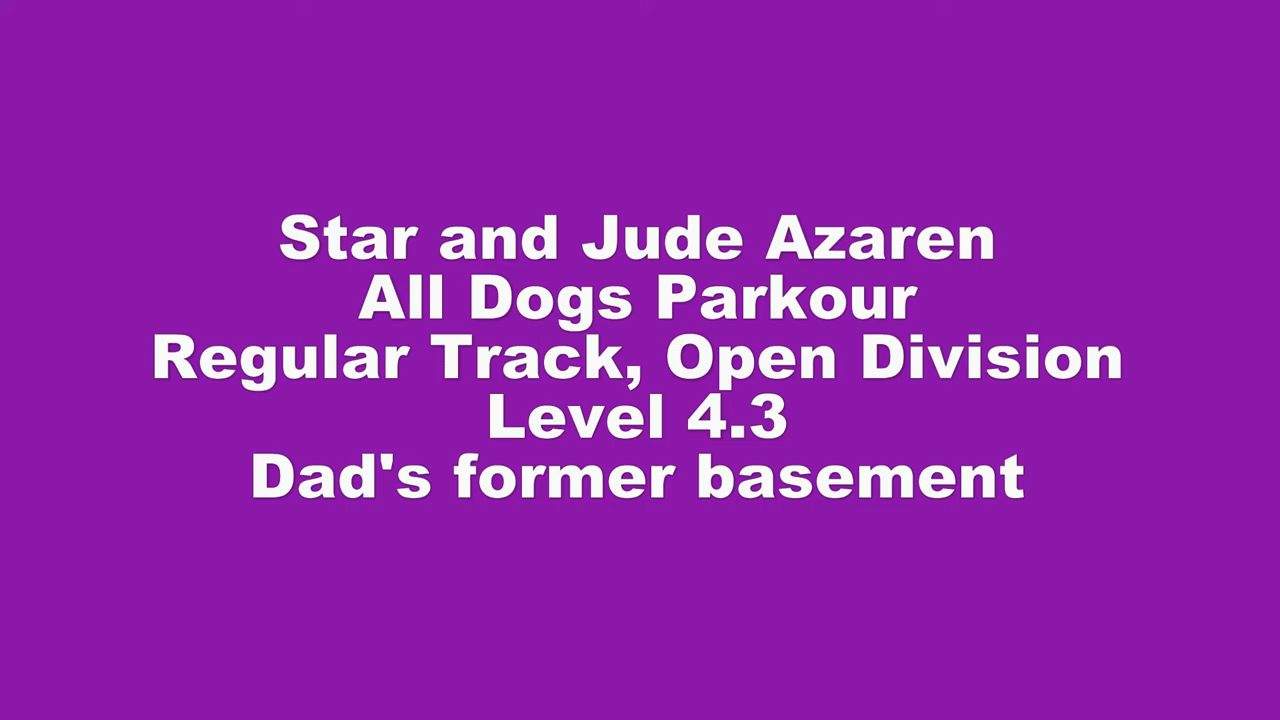 Star and Jude Azaren
All Dogs Parkour
Regular Track, Open Division
Level 4.3
Dad's former basement